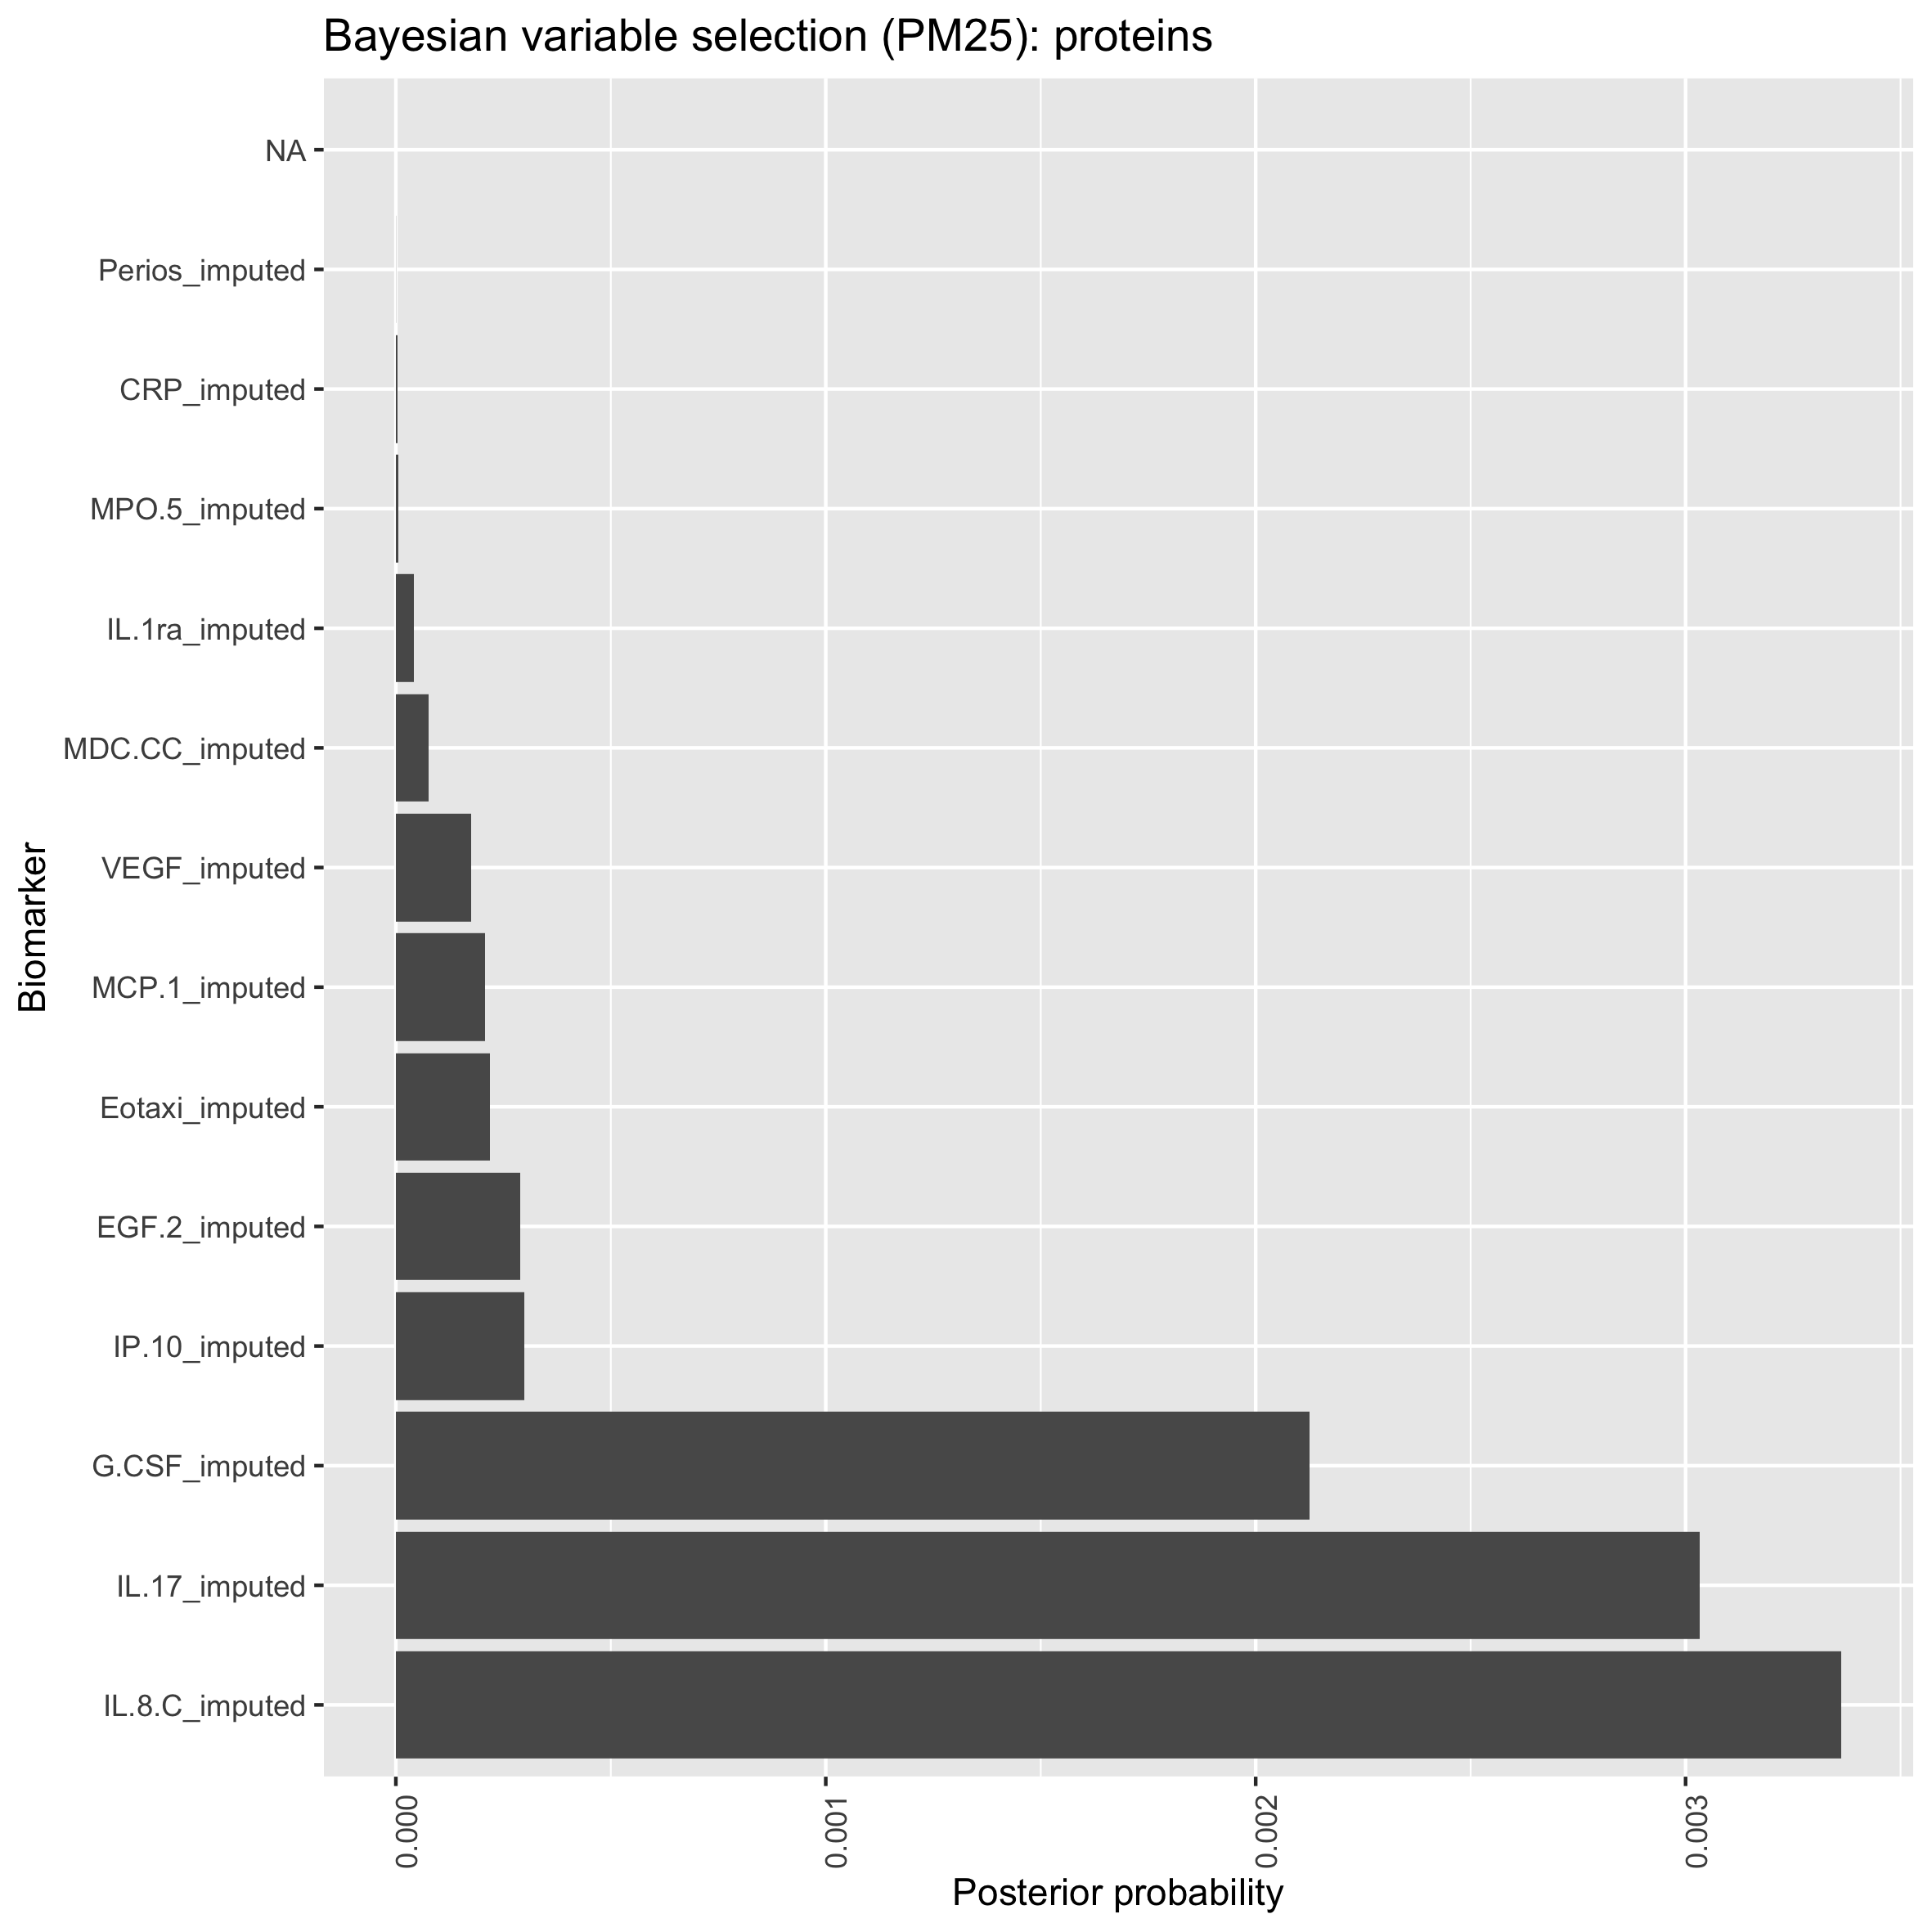 Bayesian variable selection (PM25): proteins
NA
Perios_imputed
CRP_imputed
MPO.5_imputed
IL.1ra_imputed
MDC.CC_imputed
VEGF_imputed
MCP.1_imputed
Eotaxi_imputed
EGF.2_imputed
IP.10_imputed
G.CSF_imputed
IL.17_imputed
IL.8.C_imputed
Biomarker
0.000
0.001
0.002
0.003
Posterior probability